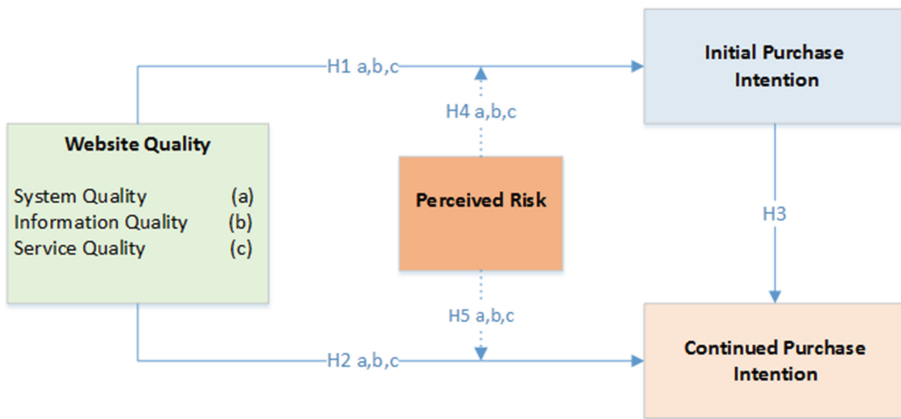 Initial Purchase
Intention
H1 a,b,c
H4 a,b,c
Website Quality
System Quality (a)
Information Quality (b)
Service Quality (c)
Perceived Risk
H3
H5 a,b,c
H2 a,b,c
Continued Purchase
Intention